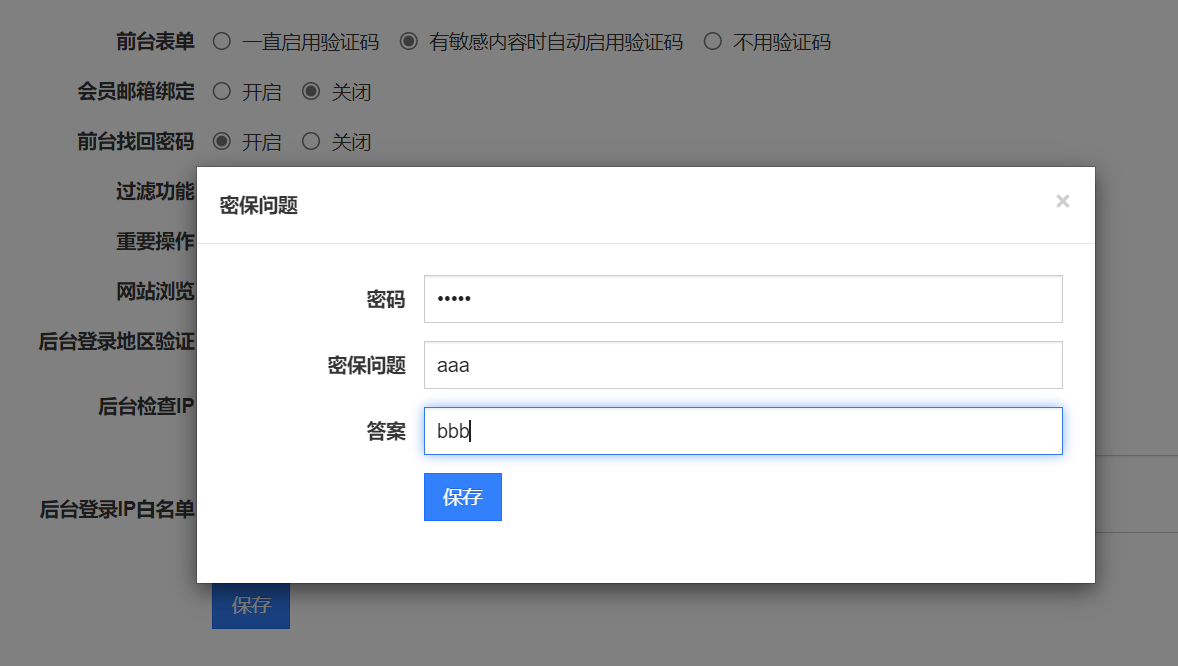 前台表单 一直启用验证码 有敏感内容时自动启用验证码 不用验证码
会员邮箱绑定 开启 关闭
前台找回密码 开启 关闭
过滤功能
重要操作
网站浏览
后台登录地区验证
后台检查IP
后台登录IP白名单
保存
密保问题 ×
密码 •••••
密保问题 aaa
答案 bbb
保存